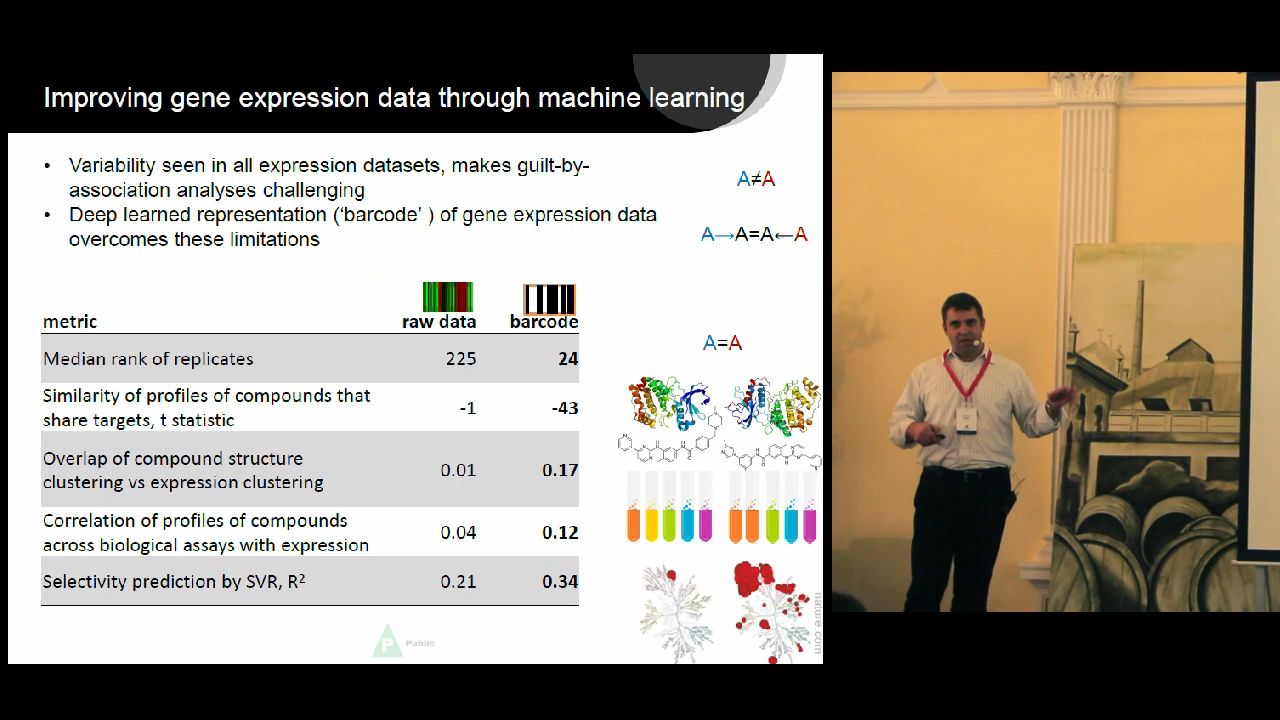 Improving gene expression data through machine learning
• Variability seen in all expression datasets, makes guilt-by-
association analyses challenging
• Deep learned representation (‘barcode’ ) of gene expression data
overcomes these limitations
A≠A
A→A=A←A
metric raw data barcode
Median rank of replicates 225 24
Similarity of profiles of compounds that
share targets, t statistic -1 -43
Overlap of compound structure
clustering vs expression clustering 0.01 0.17
Correlation of profiles of compounds
across biological assays with expression 0.04 0.12
Selectivity prediction by SVR, R² 0.21 0.34
A=A
nature.com
P Public